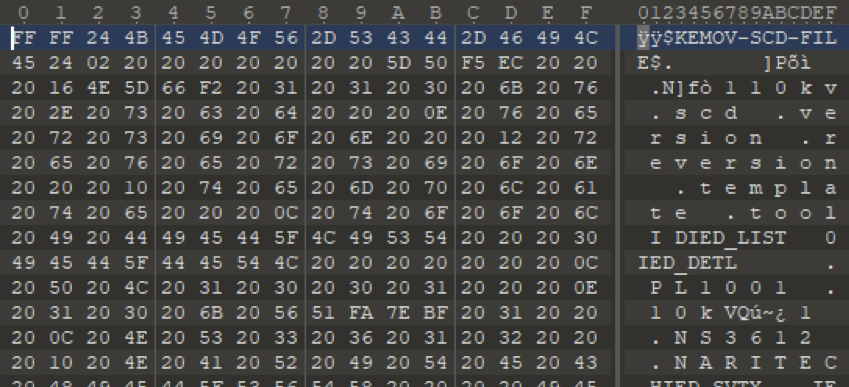 0 1 2 3 4 5 6 7 8 9 A B C D E F 0123456789ABCDEF
FF FF 24 4B 45 4D 4F 56 2D 53 43 44 2D 46 49 4C ÿÿ$KEMOV-SCD-FIL
45 24 02 20 20 20 20 20 20 20 5D 50 F5 EC 20 20 E$. ]Põì
20 16 4E 5D 66 F2 20 31 20 31 20 30 20 6B 20 76 .N]fò 1 1 0 k v
20 2E 20 73 20 63 20 64 20 20 20 0E 20 76 20 65 . s c d . v e
20 72 20 73 20 69 20 6F 20 6E 20 20 20 12 20 72 r s i o n . r
20 65 20 76 20 65 20 72 20 73 20 69 20 6F 20 6E e v e r s i o n
20 20 20 10 20 74 20 65 20 6D 20 70 20 6C 20 61 . t e m p l a
20 74 20 65 20 20 20 0C 20 74 20 6F 20 6F 20 6C t e . t o o l
20 49 20 44 49 45 44 5F 4C 49 53 54 20 20 20 30 I DIED_LIST 0
49 45 44 5F 44 45 54 4C 20 20 20 20 20 20 20 0C IED_DETL .
20 50 20 4C 20 31 20 30 20 30 20 31 20 20 20 0E P L 1 0 0 1 .
20 31 20 30 20 6B 20 56 51 FA 7E BF 20 31 20 20 1 0 k VQú~¿ 1
20 0C 20 4E 20 53 20 33 20 36 20 31 20 32 20 20 . N S 3 6 1 2
20 10 20 4E 20 41 20 52 20 49 20 54 20 45 20 43 . N A R I T E C